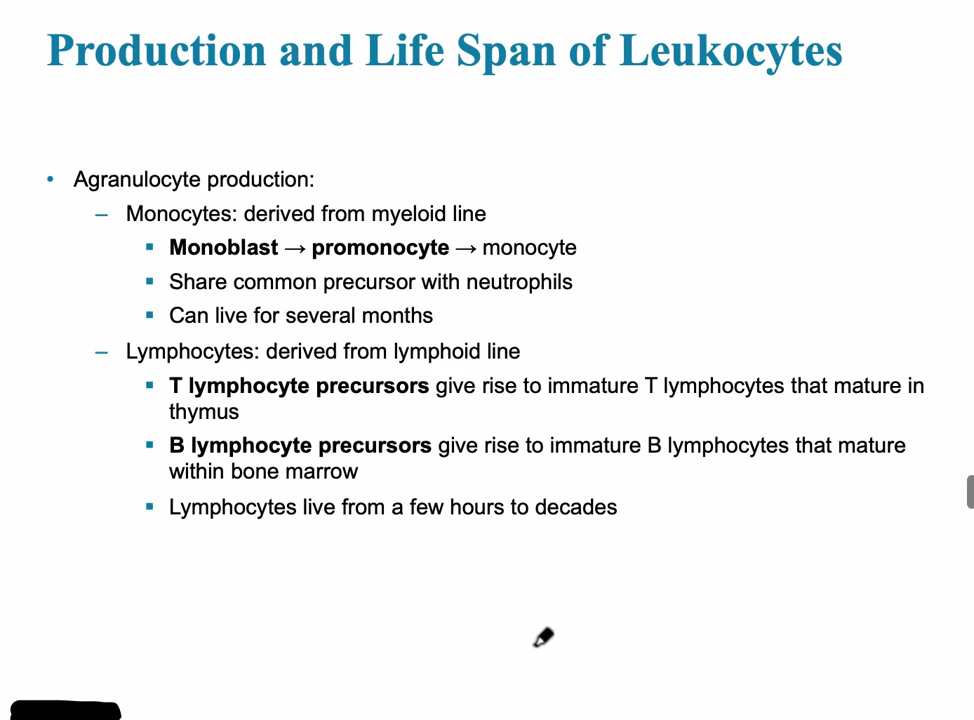 Production and Life Span of Leukocytes
• Agranulocyte production:
– Monocytes: derived from myeloid line
▪ Monoblast → promonocyte → monocyte
▪ Share common precursor with neutrophils
▪ Can live for several months
– Lymphocytes: derived from lymphoid line
▪ T lymphocyte precursors give rise to immature T lymphocytes that mature in
thymus
▪ B lymphocyte precursors give rise to immature B lymphocytes that mature
within bone marrow
▪ Lymphocytes live from a few hours to decades